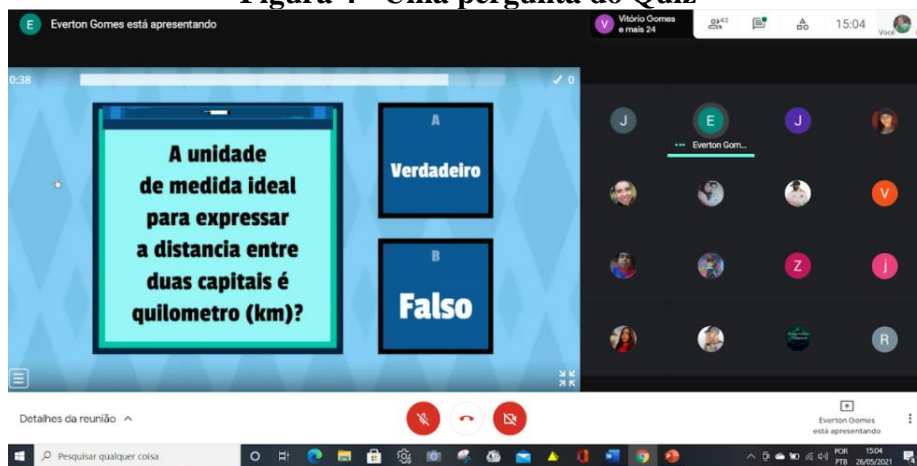 Figura 4 - Uma pergunta do Quiz
E Everton Gomes está apresentando
V Vitório Gomes
e mais 24
43
15:04
Você
0:38
✓ 0
A unidade
de medida ideal
para expressar
a distancia entre
duas capitais é
quilometro (km)?
A
Verdadeiro
B
Falso
J
E
J
Everton Gom...
V
Z
j
R
Detalhes da reunião
Everton Gomes
está apresentando
Pesquisar qualquer coisa
POR
PTB
1504
26/05/2021